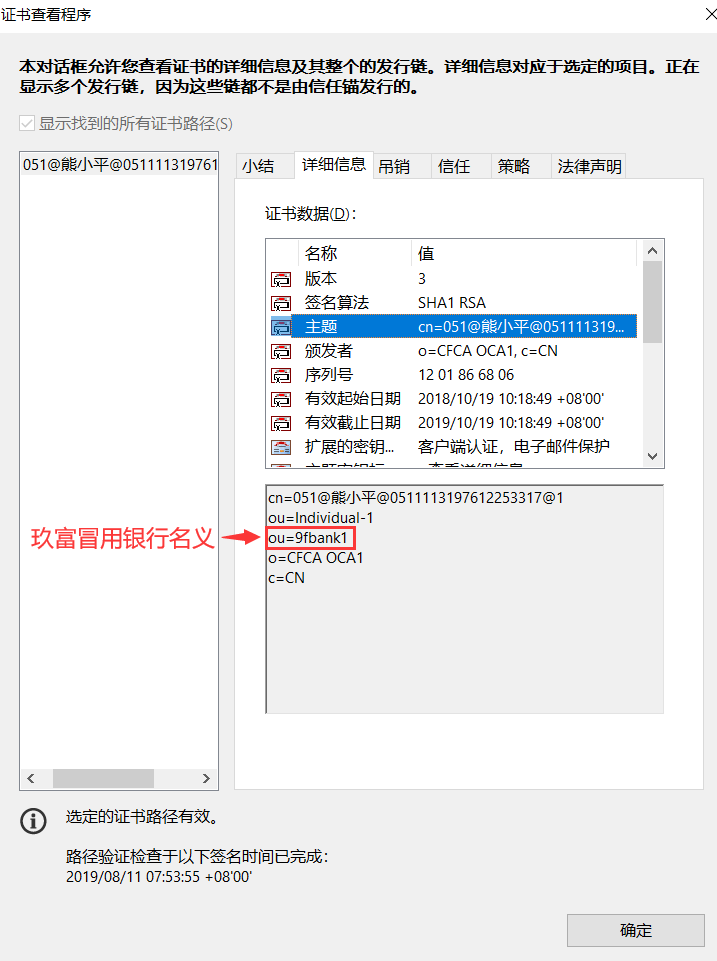 证书查看程序
本对话框允许您查看证书的详细信息及其整个的发行链。详细信息对应于选定的项目。正在
显示多个发行链，因为这些链都不是由信任锚发行的。
显示找到的所有证书路径(S)
051@熊小平@051111319761
小结 详细信息 吊销 信任 策略 法律声明
证书数据(D)：
名称 值
版本 3
签名算法 SHA1 RSA
主题 cn=051@熊小平@051111319...
颁发者 o=CFCA OCA1, c=CN
序列号 12 01 86 68 06
有效起始日期 2018/10/19 10:18:49 +08'00'
有效截止日期 2019/10/19 10:18:49 +08'00'
扩展的密钥... 客户端认证，电子邮件保护
cn=051@熊小平@0511113197612253317@1
ou=Individual-1
玖富冒用银行名义
ou=9fbank1
o=CFCA OCA1
c=CN
选定的证书路径有效。
路径验证检查于以下签名时间已完成：
2019/08/11 07:53:55 +08'00'
确定